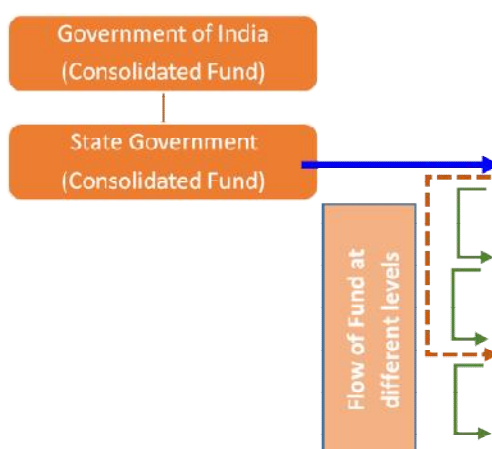 Government of India
(Consolidated Fund)
State Government
(Consolidated Fund)
Flow of Fund at
different levels